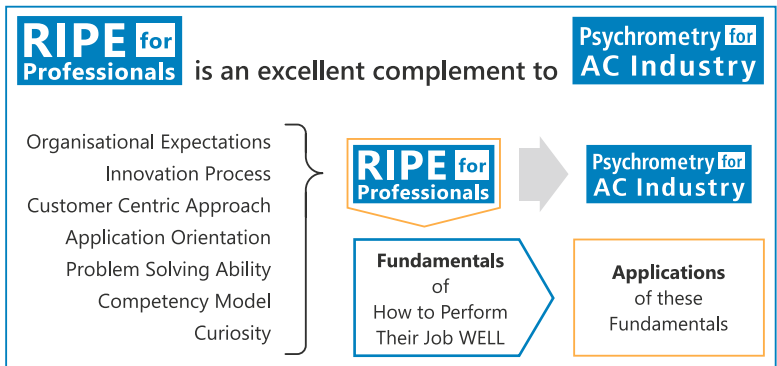 RIPE for
Professionals
is an excellent complement to
Psychrometry for
AC Industry
Organisational Expectations
Innovation Process
Customer Centric Approach
Application Orientation
Problem Solving Ability
Competency Model
Curiosity
RIPE for
Professionals
Psychrometry for
AC Industry
Fundamentals
of
How to Perform
Their Job WELL
Applications
of these
Fundamentals